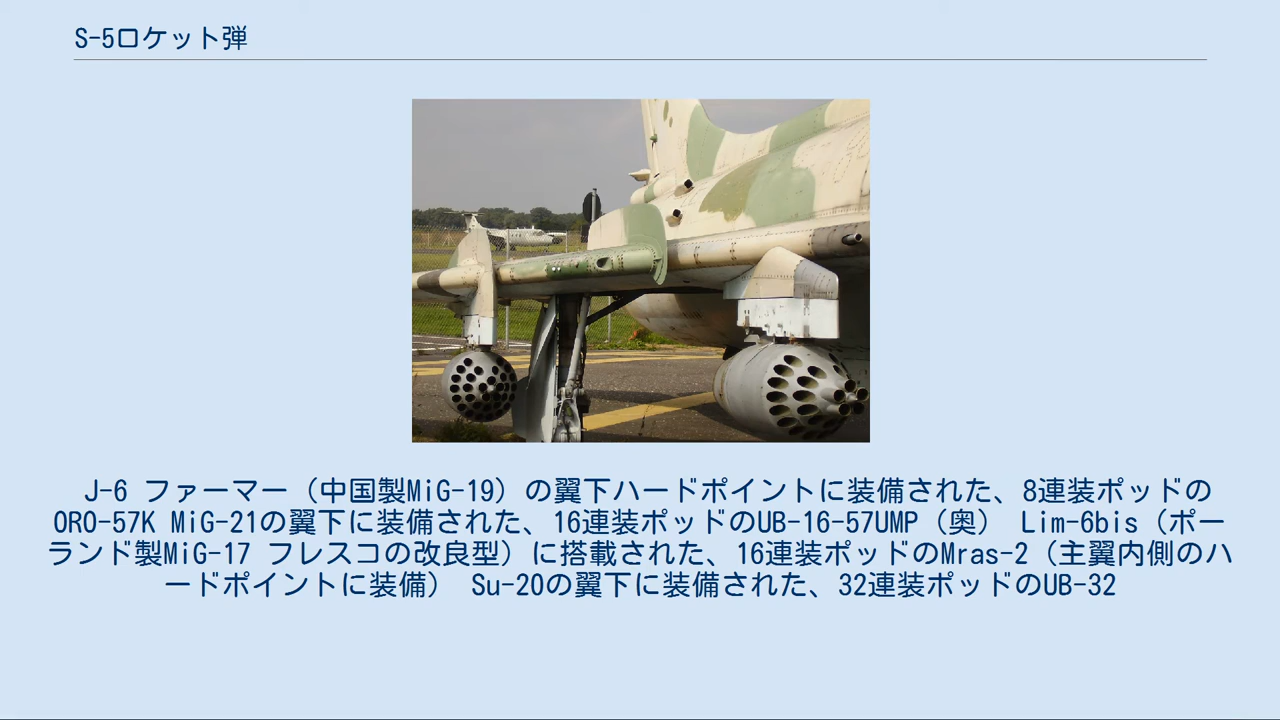 S-5ロケット弾
J-6 ファーマー（中国製MiG-19）の翼下ハードポイントに装備された、8連装ポッドの
ORO-57K MiG-21の翼下に装備された、16連装ポッドのUB-16-57UMP（奥） Lim-6bis（ポー
ランド製MiG-17 フレスコの改良型）に搭載された、16連装ポッドのMras-2（主翼内側のハ
ードポイントに装備） Su-20の翼下に装備された、32連装ポッドのUB-32